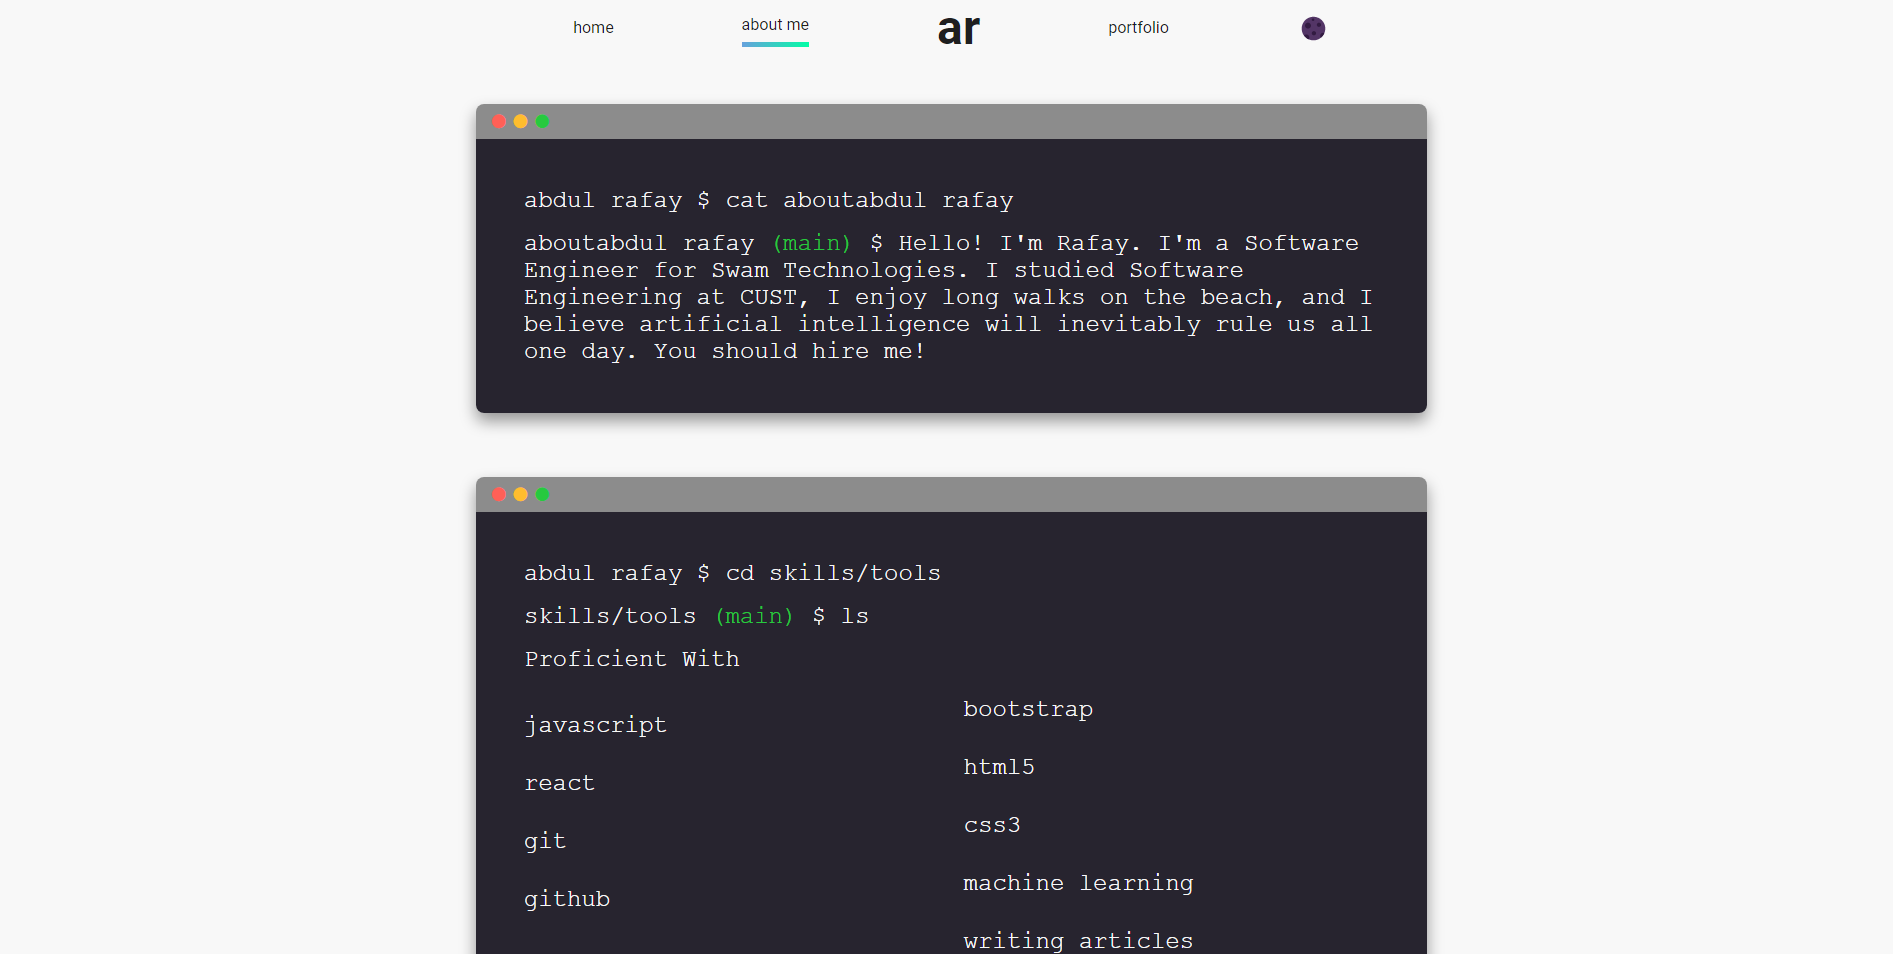 home
about me
ar
portfolio
abdul rafay $ cat aboutabdul rafay
aboutabdul rafay (main) $ Hello! I'm Rafay. I'm a Software
Engineer for Swam Technologies. I studied Software
Engineering at CUST, I enjoy long walks on the beach, and I
believe artificial intelligence will inevitably rule us all
one day. You should hire me!
abdul rafay $ cd skills/tools
skills/tools (main) $ ls
Proficient With
javascript
react
git
github
bootstrap
html5
css3
machine learning
writing articles